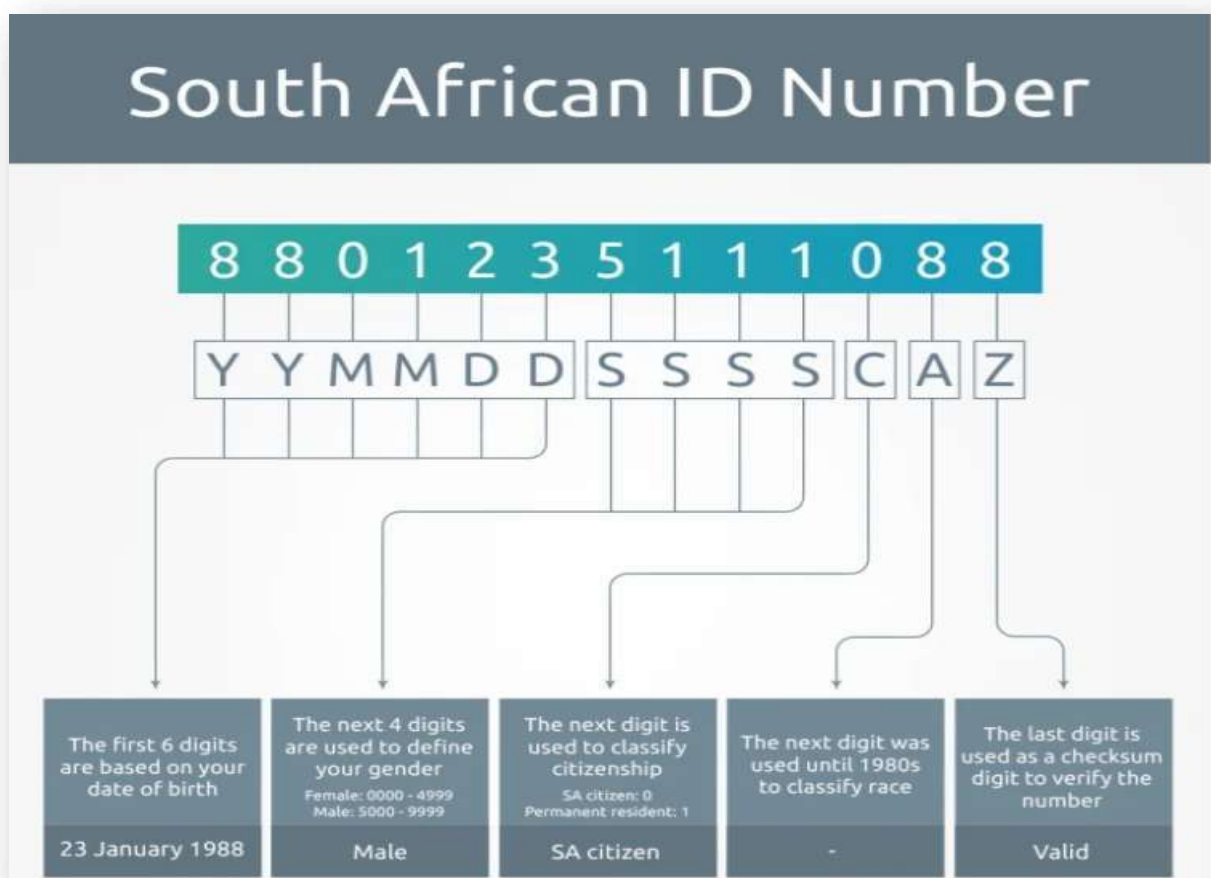 South African ID Number
8 8 0 1 2 3 5 1 1 1 0 8 8
Y Y M M D D S S S S C A Z
The first 6 digits
are based on your
date of birth
23 January 1988
The next 4 digits
are used to define
your gender
Female: 0000 - 4999
Male: 5000 - 9999
Male
The next digit is
used to classify
citizenship
SA citizen: 0
Permanent resident: 1
SA citizen
The next digit was
used until 1980s
to classify race
-
The last digit is
used as a checksum
digit to verify the
number
Valid